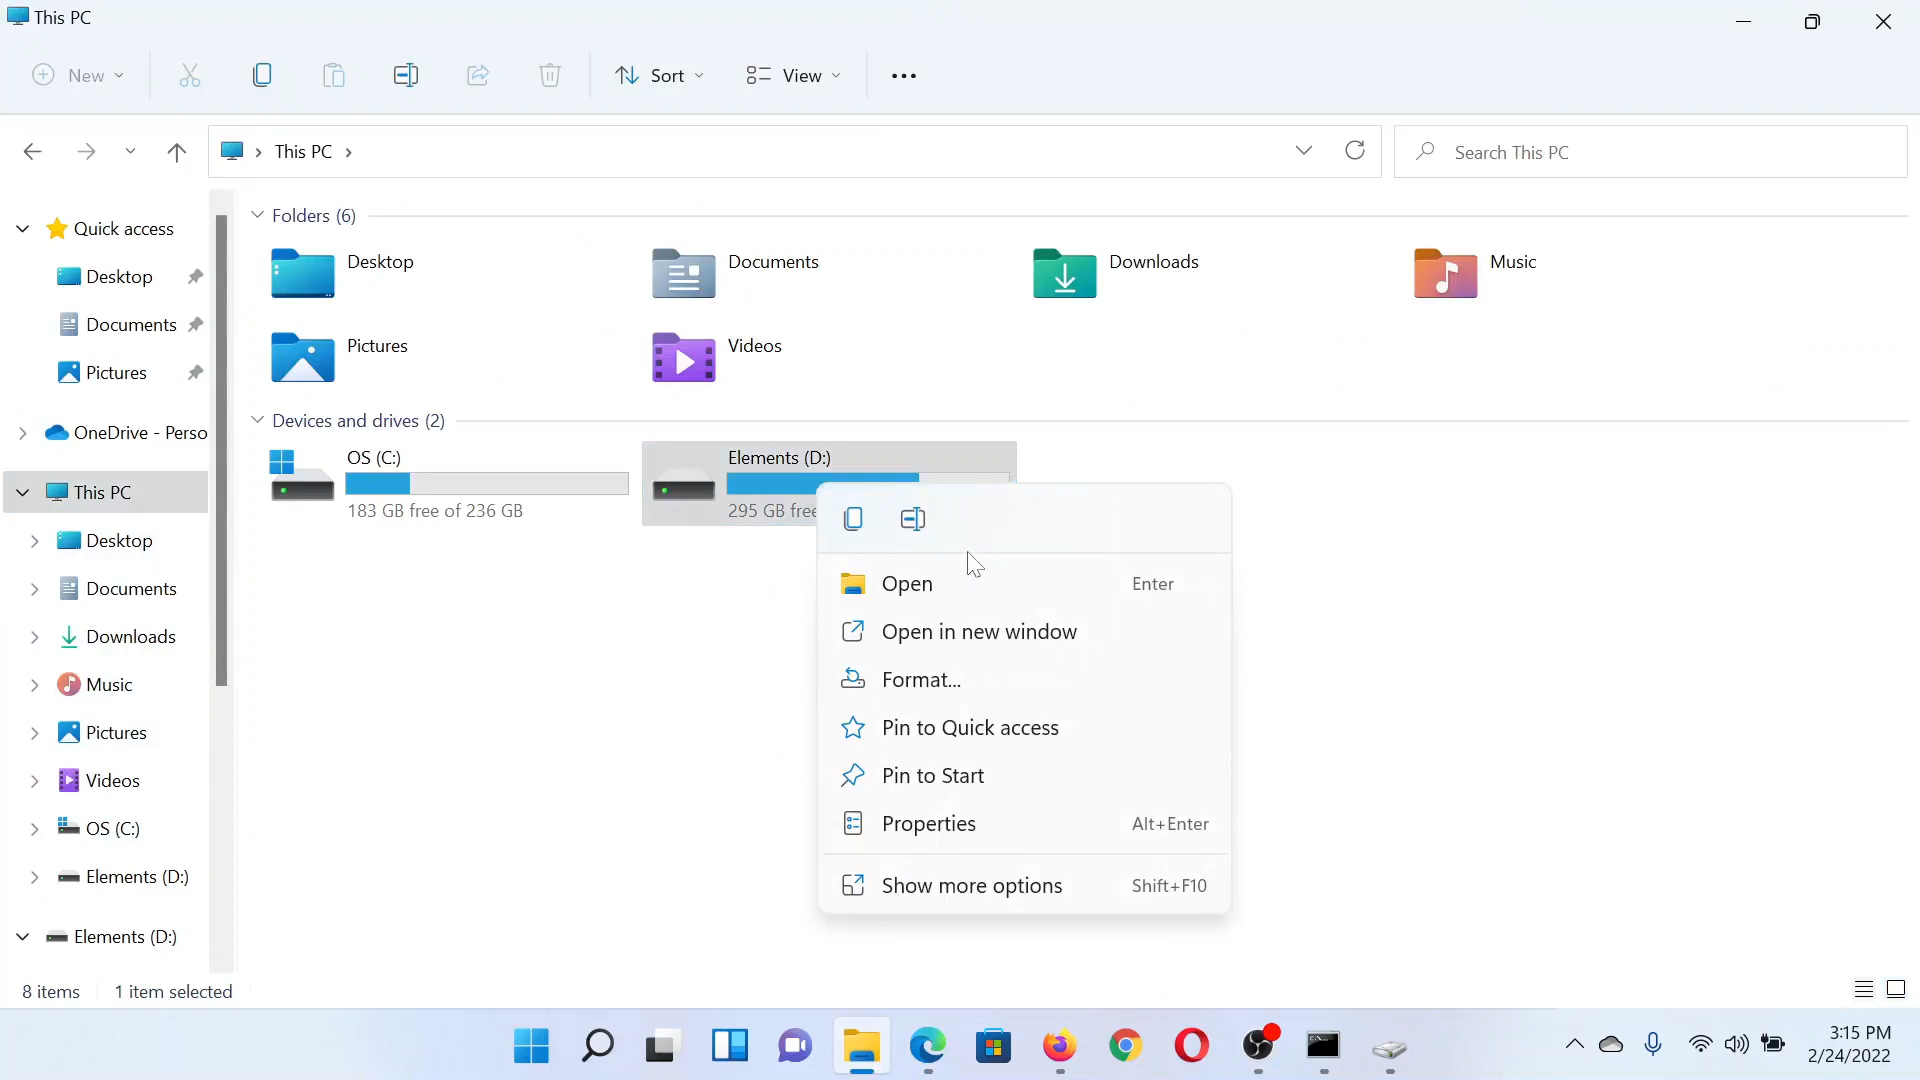 This PC
New
Sort
View
This PC
Search This PC
Quick access
Desktop
Documents
Pictures
OneDrive - Perso
This PC
Desktop
Documents
Downloads
Music
Pictures
Videos
OS (C:)
Elements (D:)
Elements (D:)
Folders (6)
Desktop
Documents
Downloads
Music
Pictures
Videos
Devices and drives (2)
OS (C:)
183 GB free of 236 GB
Elements (D:)
295 GB free
Open Enter
Open in new window
Format...
Pin to Quick access
Pin to Start
Properties Alt+Enter
Show more options Shift+F10
8 items 1 item selected
3:15 PM
2/24/2022